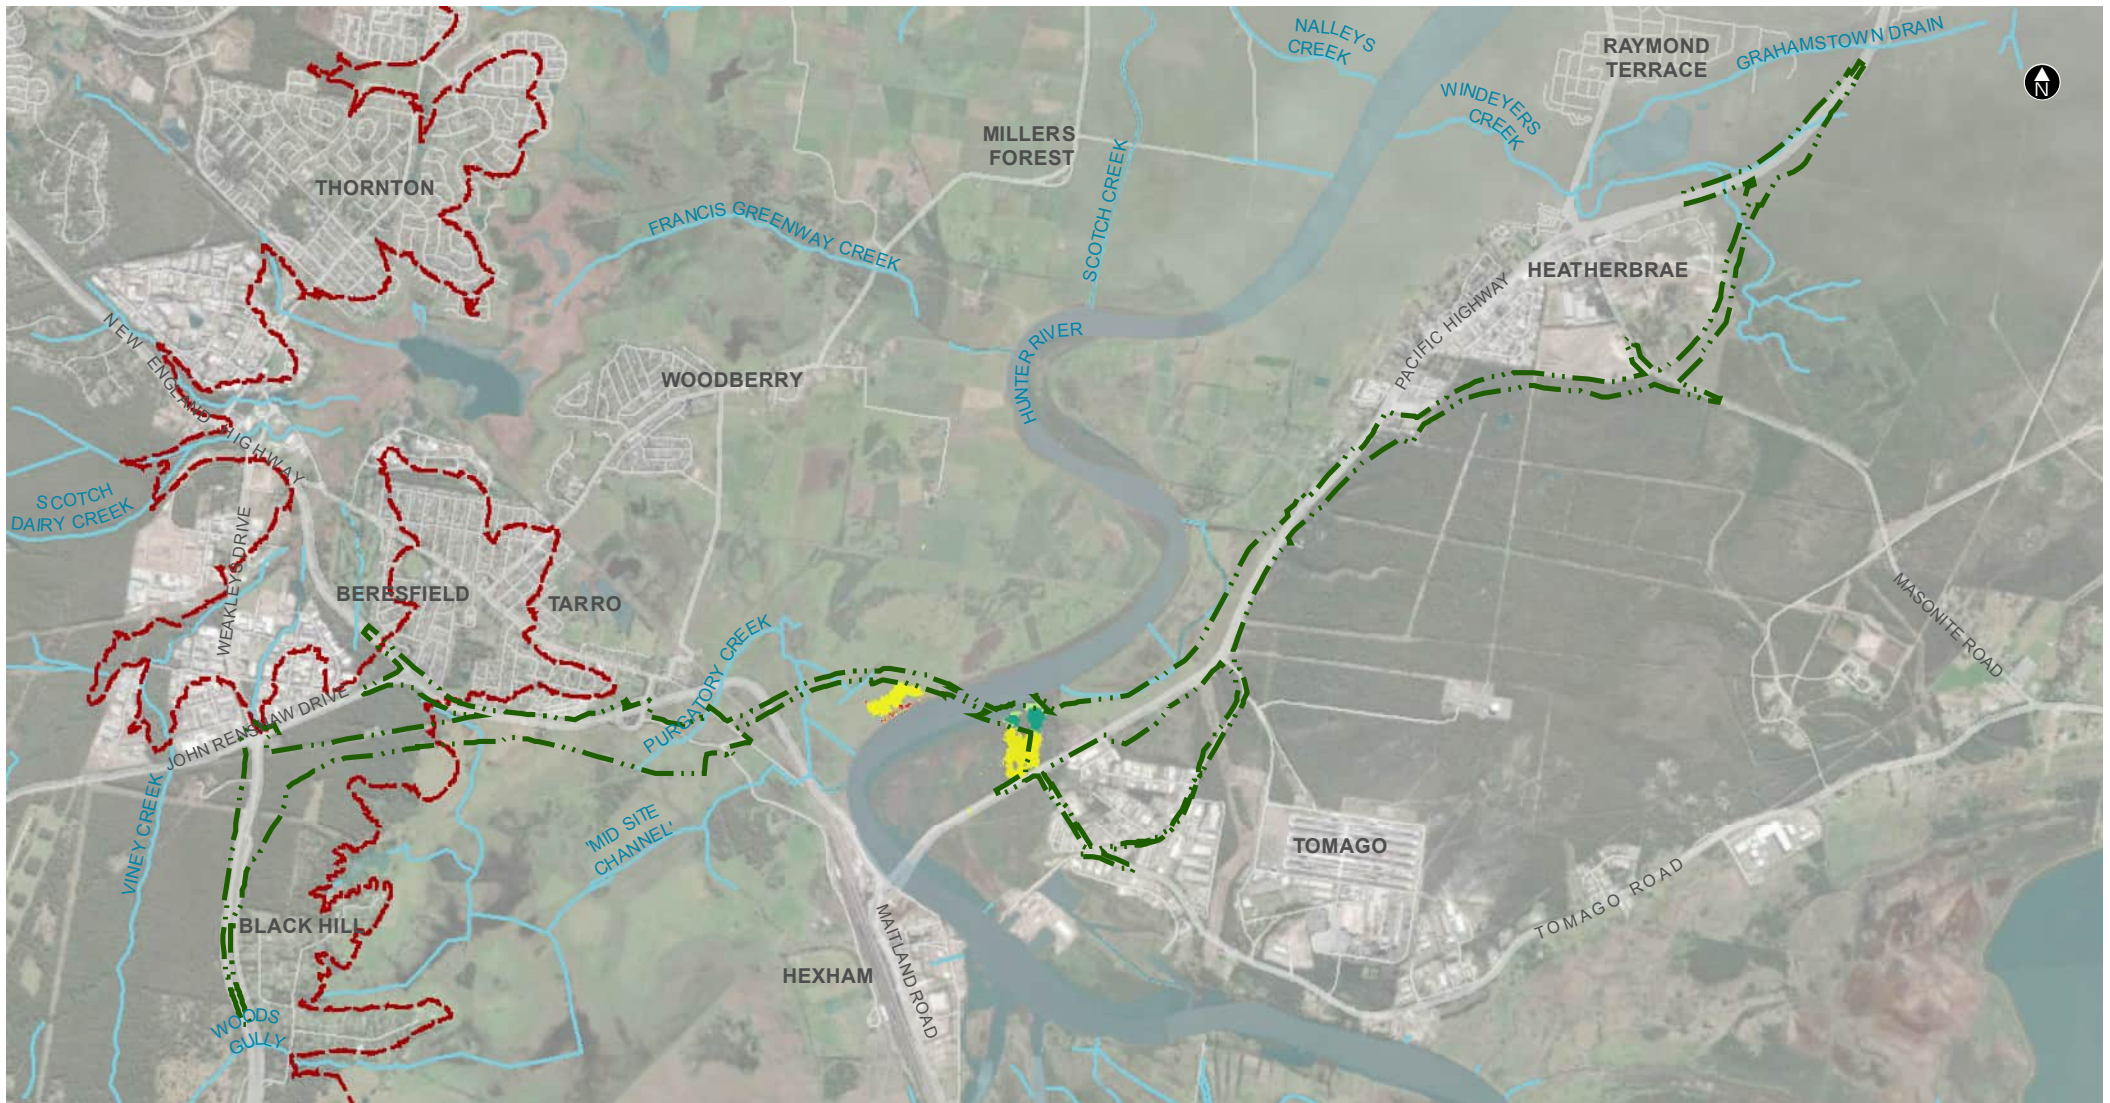 NALLEYS
CREEK
RAYMOND
TERRACE
GRAHAMSTOWN DRAIN
N
WINDEYERS
CREEK
MILLERS
FOREST
SCOTCH CREEK
THORNTON
FRANCIS GREENWAY CREEK
HEATHERBRAE
PACIFIC HIGHWAY
NEW ENGLAND HIGHWAY
HUNTER RIVER
WOODBERRY
SCOTCH
DAIRY CREEK
WEAKLEYS DRIVE
BERESFIELD
TARRO
MASONITE ROAD
PURGATORY CREEK
JOHN RENSHAW DRIVE
VINEY CREEK
'MID SITE
CHANNEL'
TOMAGO
TOMAGO ROAD
BLACK HILL
MAITLAND ROAD
HEXHAM
WOODS
GULLY